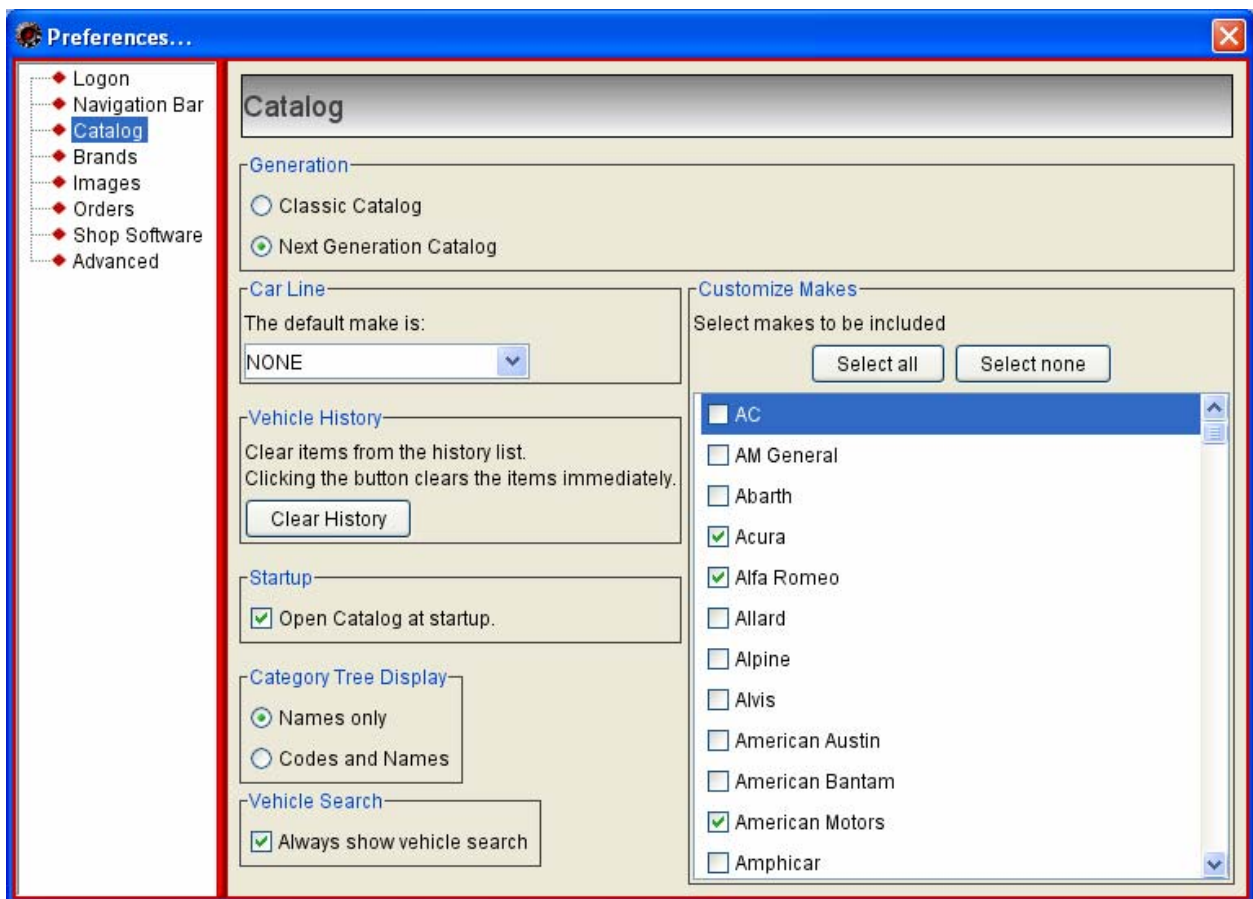 Preferences...
Logon
Navigation Bar
Catalog
Brands
Images
Orders
Shop Software
Advanced
Catalog
Generation
Classic Catalog
Next Generation Catalog
Car Line
The default make is:
NONE
Vehicle History
Clear items from the history list.
Clicking the button clears the items immediately.
Clear History
Startup
Open Catalog at startup.
Category Tree Display
Names only
Codes and Names
Vehicle Search
Always show vehicle search
Customize Makes
Select makes to be included
Select all Select none
AC
AM General
Abarth
Acura
Alfa Romeo
Allard
Alpine
Alvis
American Austin
American Bantam
American Motors
Amphicar